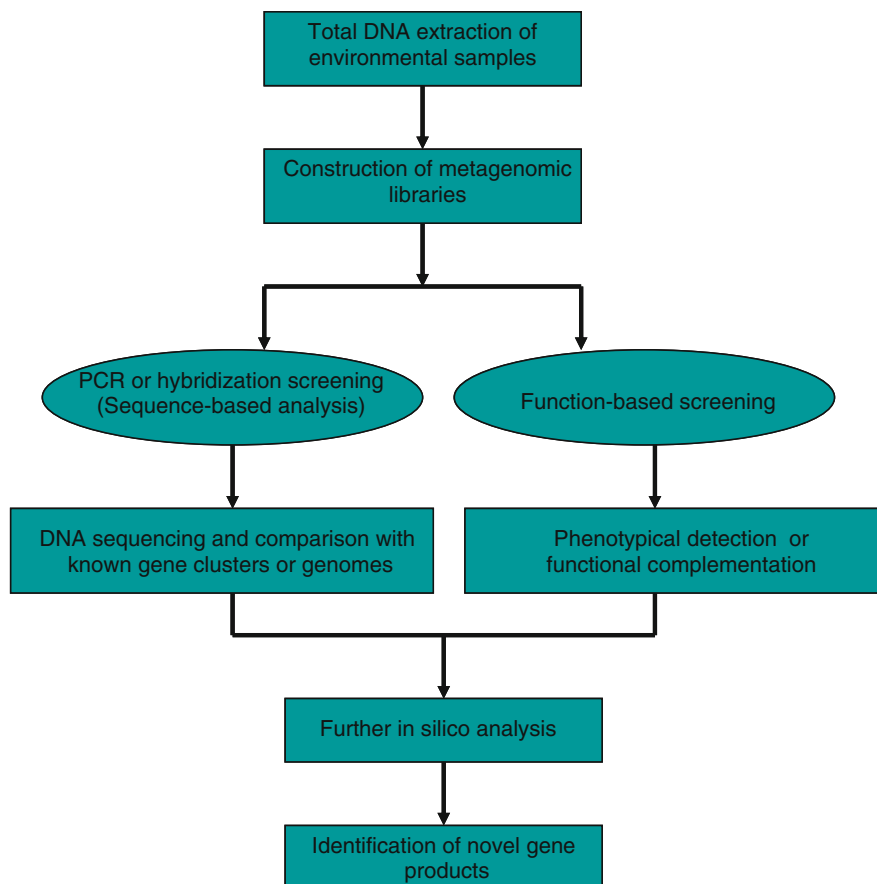 Total DNA extraction of
environmental samples
Construction of metagenomic
libraries
PCR or hybridization screening
(Sequence-based analysis)
Function-based screening
DNA sequencing and comparison with
known gene clusters or genomes
Phenotypical detection or
functional complementation
Further in silico analysis
Identification of novel gene
products